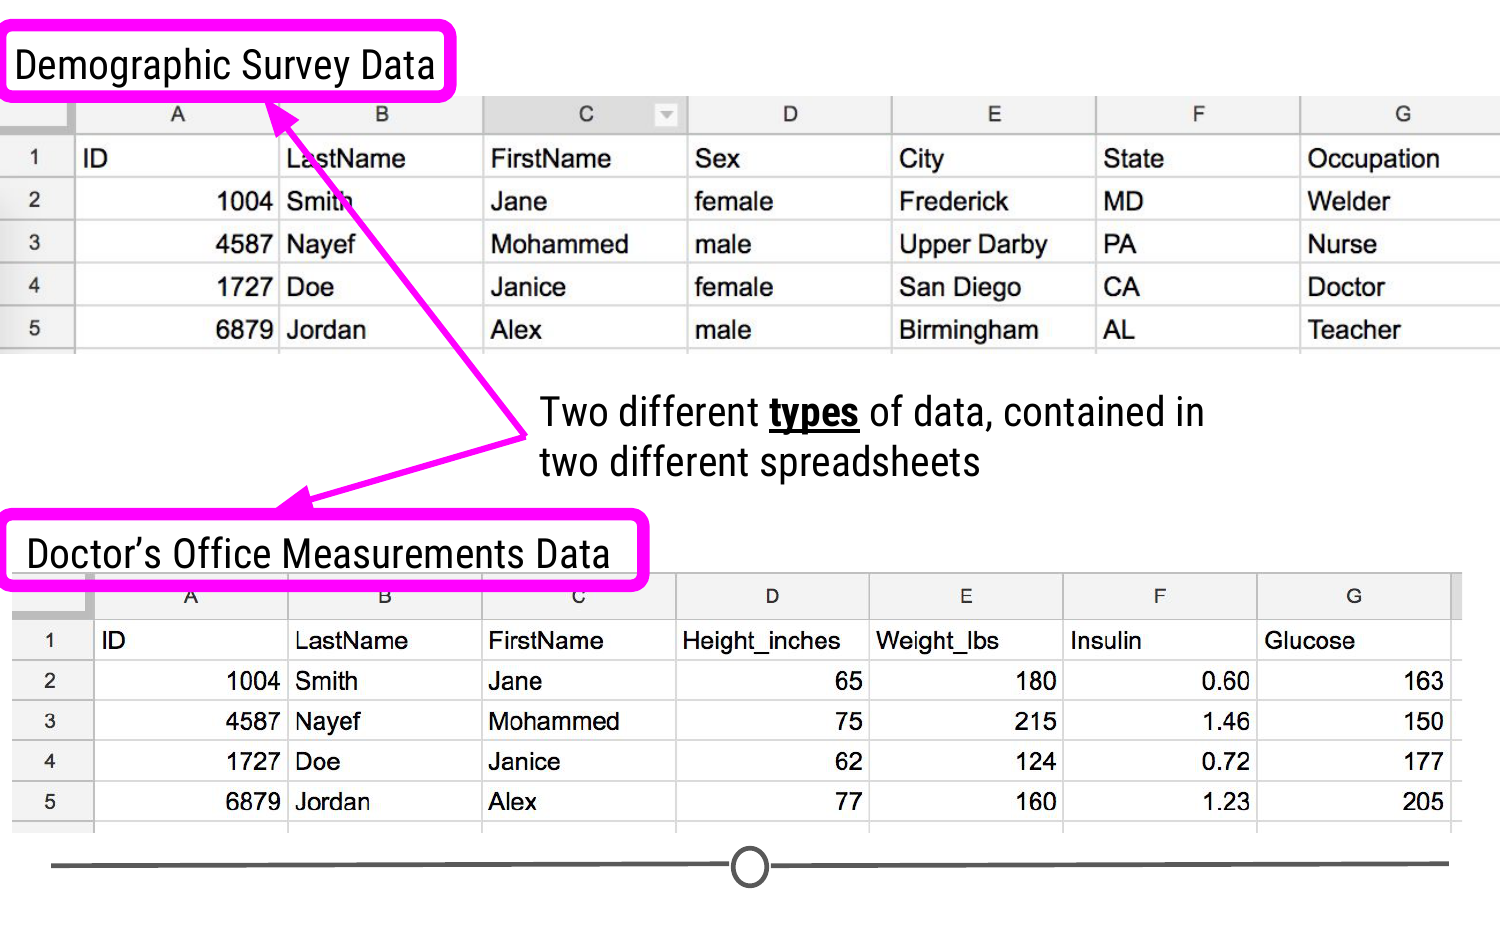 Demographic Survey Data
A B C D E F G
1 ID LastName FirstName Sex City State Occupation
2 1004 Smith Jane female Frederick MD Welder
3 4587 Nayef Mohammed male Upper Darby PA Nurse
4 1727 Doe Janice female San Diego CA Doctor
5 6879 Jordan Alex male Birmingham AL Teacher
Two different types of data, contained in
two different spreadsheets
Doctor’s Office Measurements Data
A B C D E F G
1 ID LastName FirstName Height_inches Weight_lbs Insulin Glucose
2 1004 Smith Jane 65 180 0.60 163
3 4587 Nayef Mohammed 75 215 1.46 150
4 1727 Doe Janice 62 124 0.72 177
5 6879 Jordan Alex 77 160 1.23 205